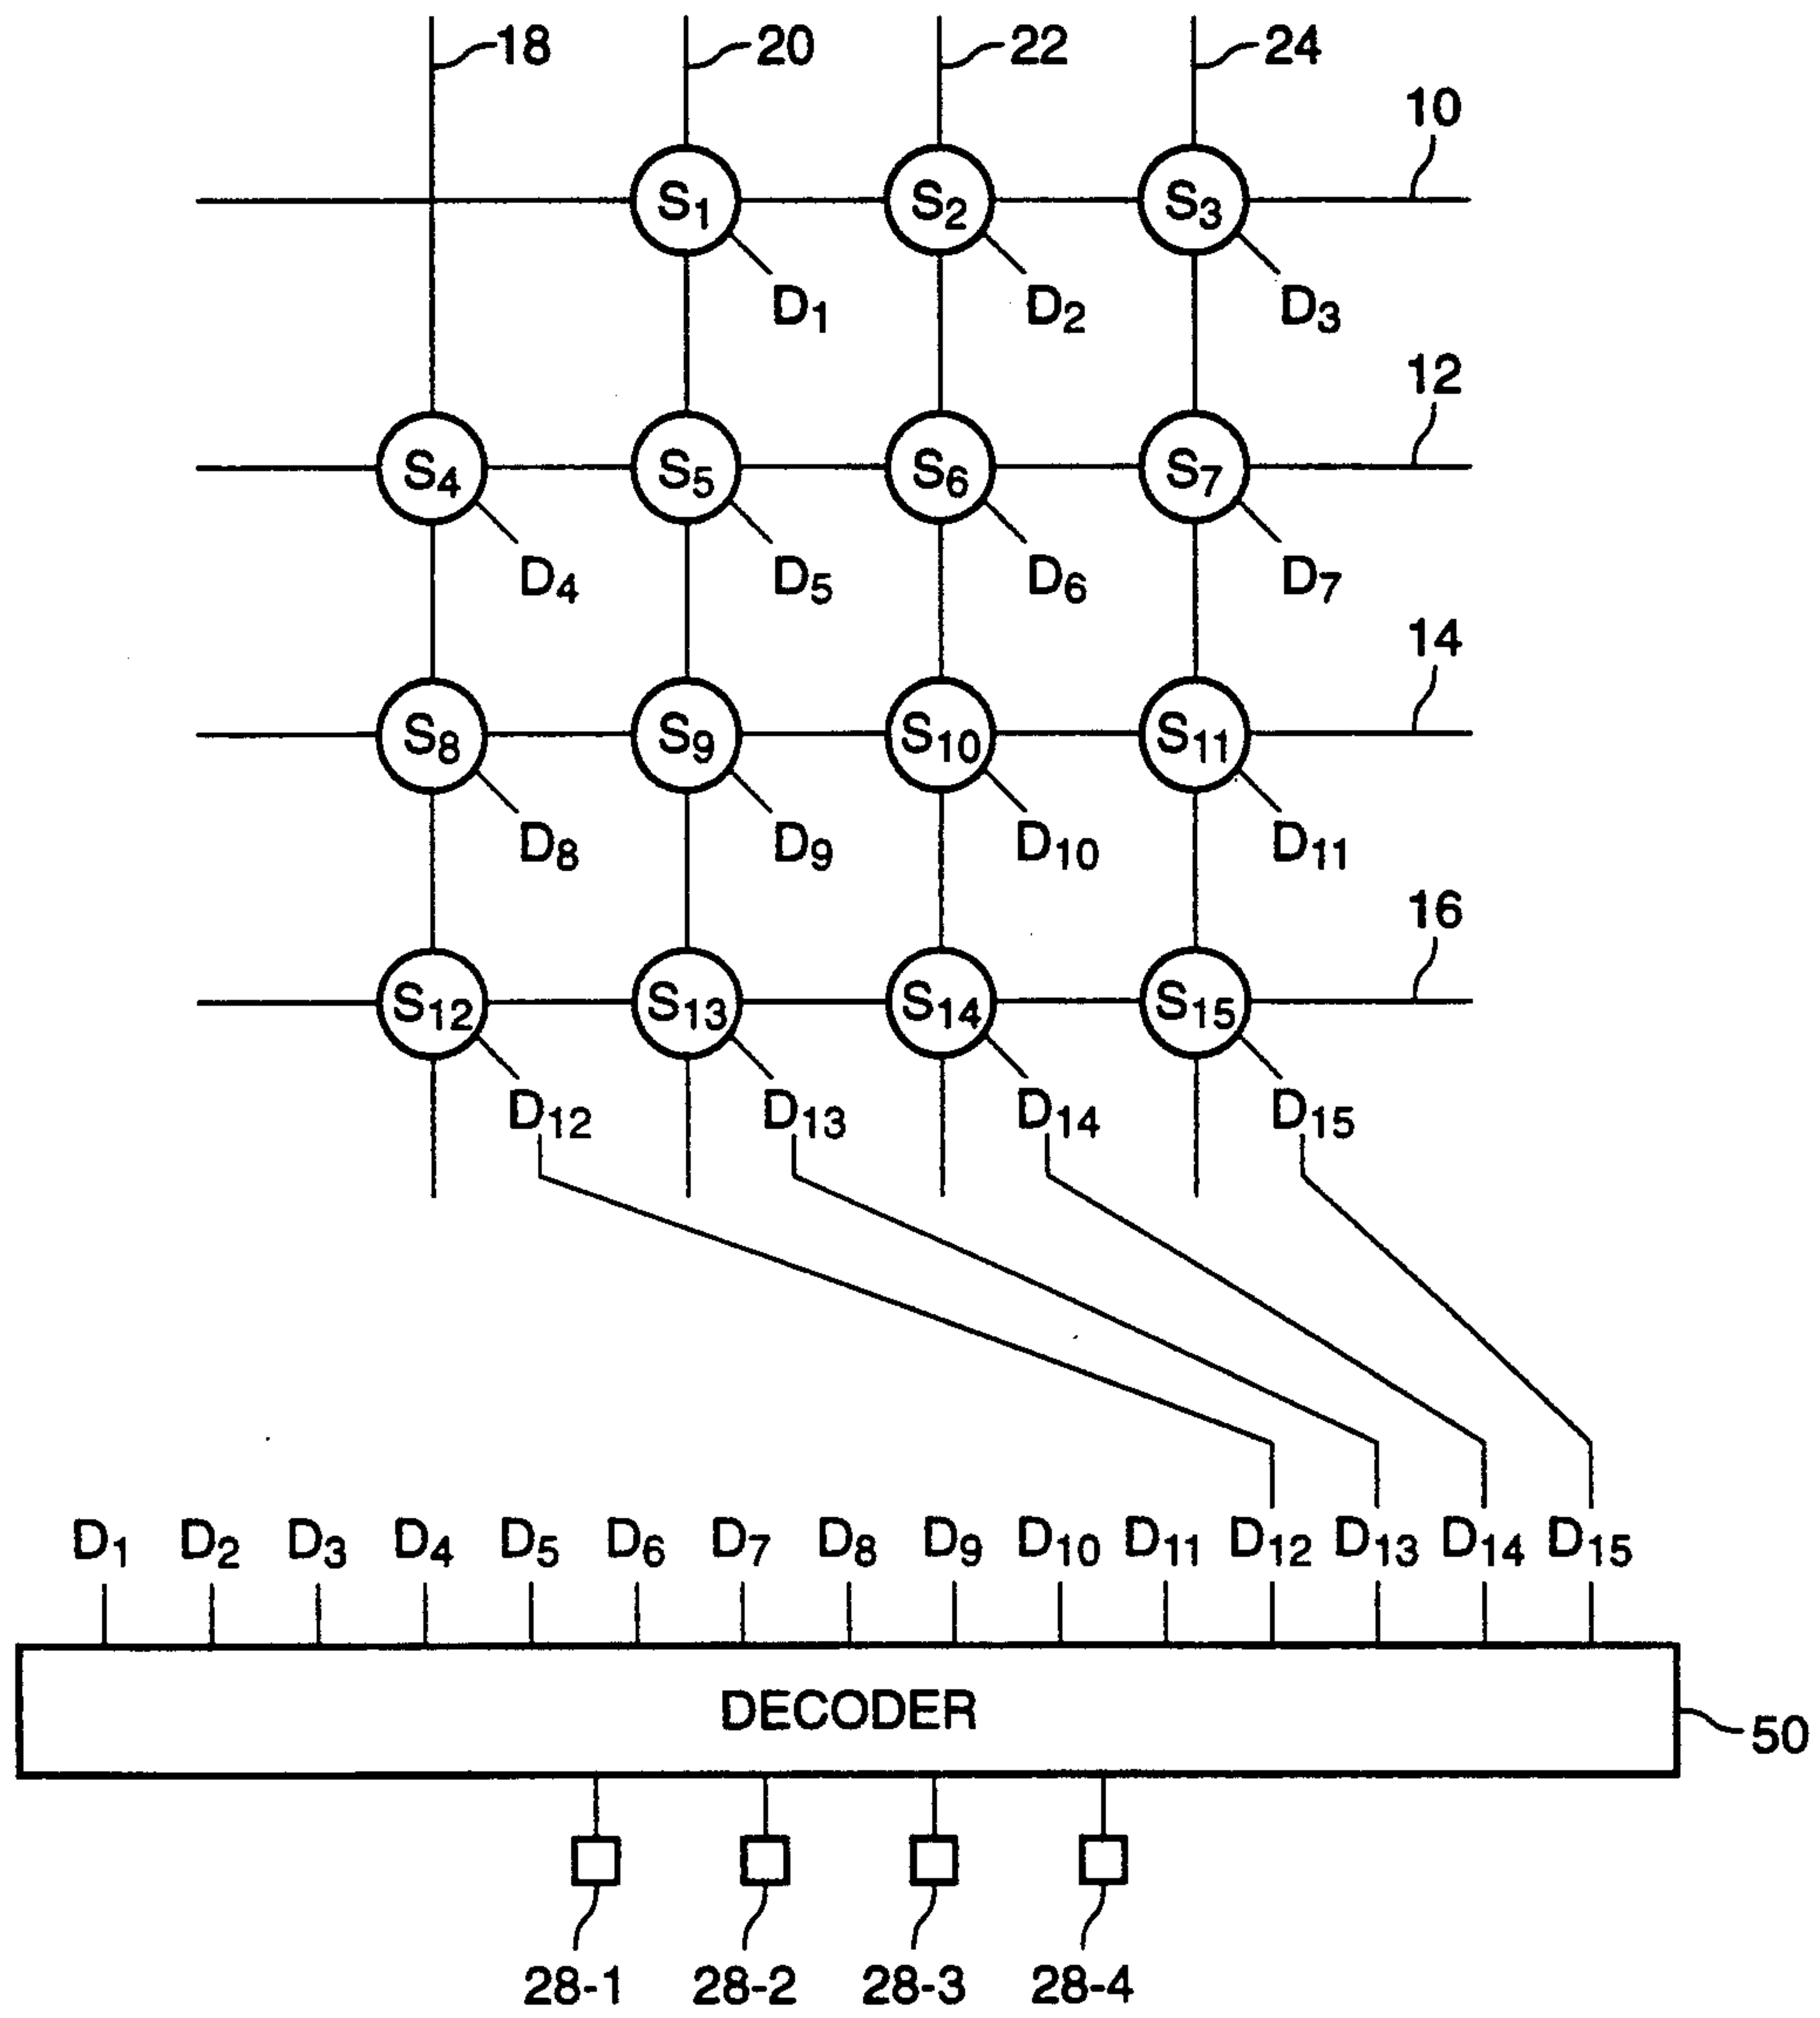 18 20 22 24
10
S1 S2 S3
D1 D2 D3
12
S4 S5 S6 S7
D4 D5 D6 D7
14
S8 S9 S10 S11
D8 D9 D10 D11
16
S12 S13 S14 S15
D12 D13 D14 D15
D1 D2 D3 D4 D5 D6 D7 D8 D9 D10 D11 D12 D13 D14 D15
DECODER
50
28-1 28-2 28-3 28-4